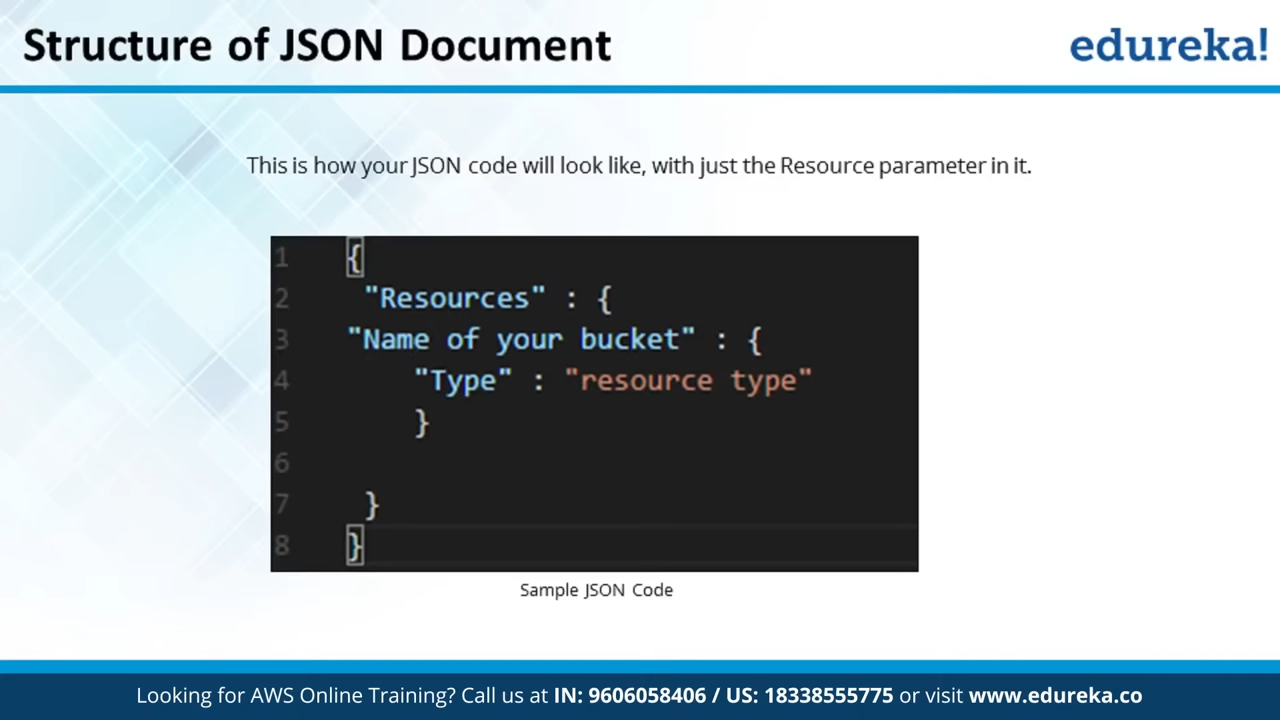 Structure of JSON Document
edureka!
This is how your JSON code will look like, with just the Resource parameter in it.
1 {
2 "Resources" : {
3 "Name of your bucket" : {
4 "Type" : "resource type"
5 }
6
7 }
8 }
Sample JSON Code
Looking for AWS Online Training? Call us at IN: 9606058406 / US: 18338555775 or visit www.edureka.co